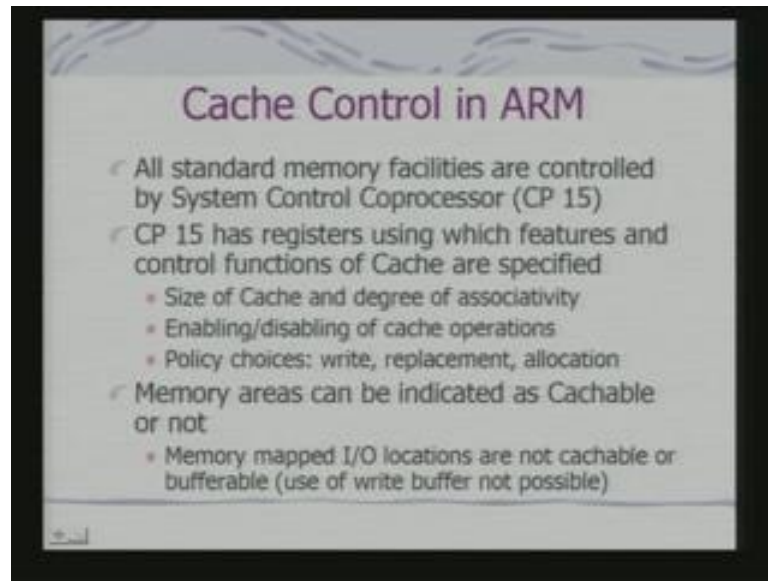 Cache Control in ARM
All standard memory facilities are controlled
by System Control Coprocessor (CP 15)
CP 15 has registers using which features and
control functions of Cache are specified
Size of Cache and degree of associativity
Enabling/disabling of cache operations
Policy choices: write, replacement, allocation
Memory areas can be indicated as Cachable
or not
Memory mapped I/O locations are not cachable or
bufferable (use of write buffer not possible)